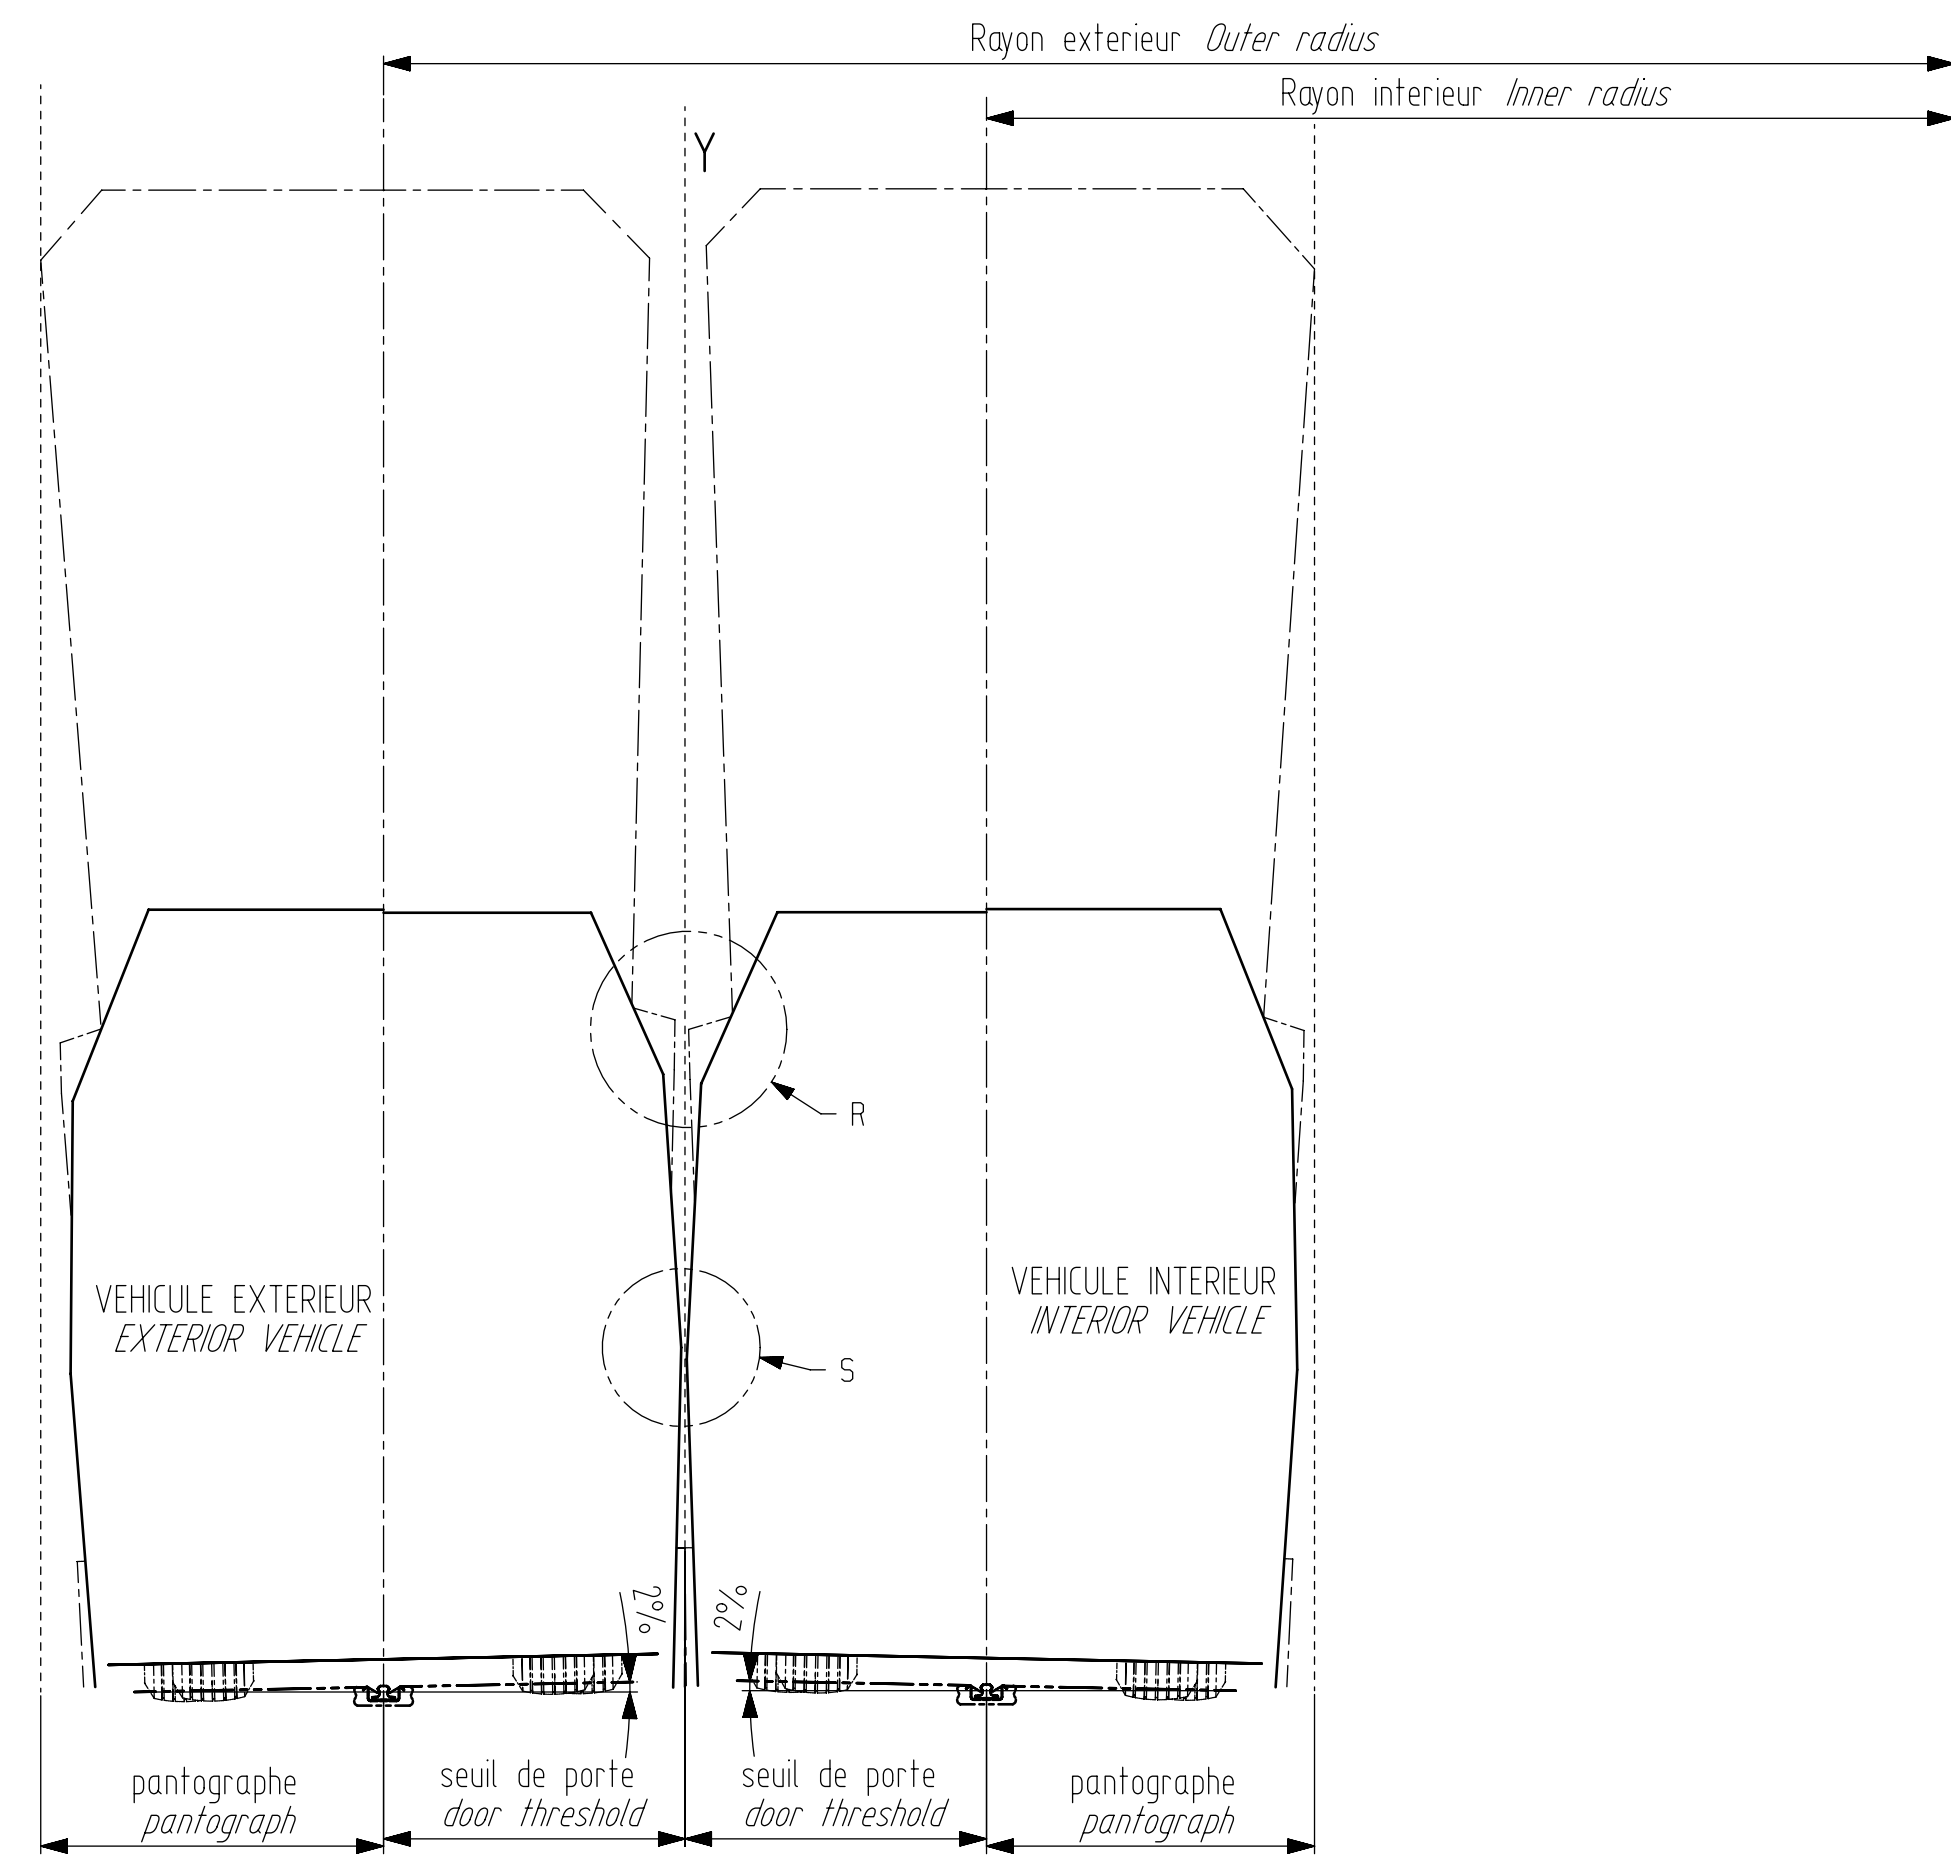 Rayon exterieur Outer radius
Rayon interieur Inner radius
Y
R
VEHICULE EXTERIEUR
EXTERIOR VEHICLE
VEHICULE INTERIEUR
INTERIOR VEHICLE
S
2%
2%
pantographe
pantograph
seuil de porte
door threshold
seuil de porte
door threshold
pantographe
pantograph